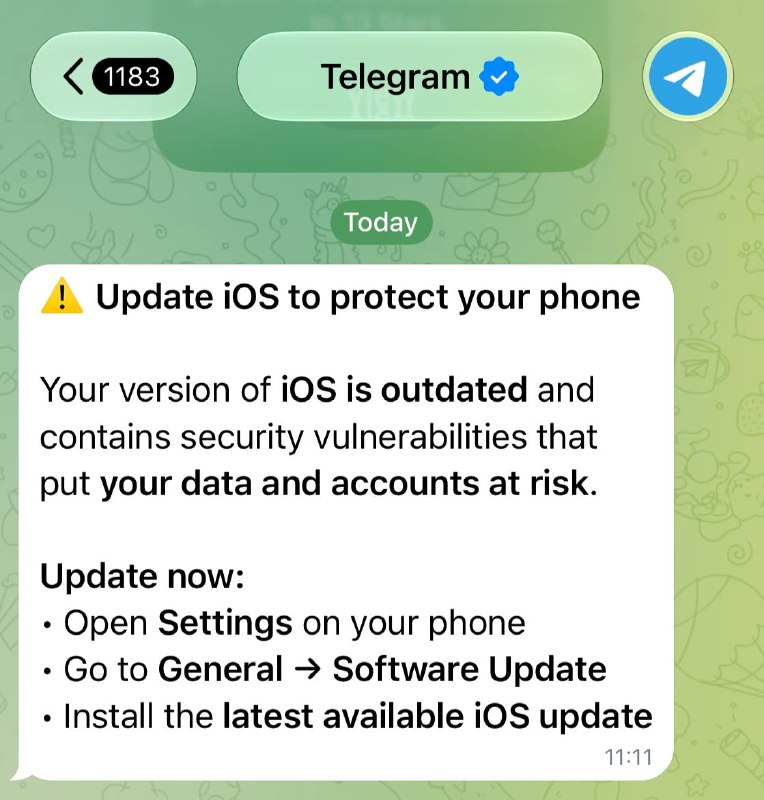 1183
Telegram
Today
⚠️ Update iOS to protect your phone
Your version of iOS is outdated and
contains security vulnerabilities that
put your data and accounts at risk.
Update now:
• Open Settings on your phone
• Go to General → Software Update
• Install the latest available iOS update
11:11